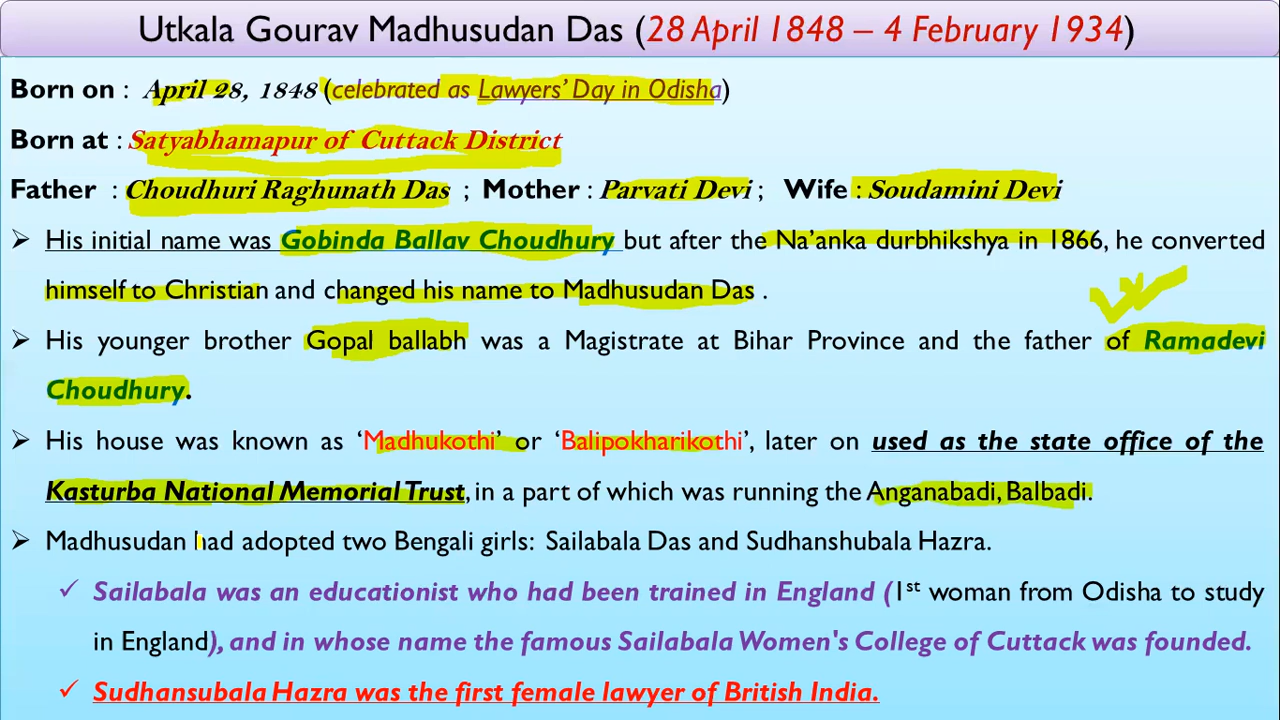 Utkala Gourav Madhusudan Das (28 April 1848 – 4 February 1934)
Born on : April 28, 1848 (celebrated as Lawyers' Day in Odisha)
Born at : Satyabhamapur of Cuttack District
Father : Choudhuri Raghunath Das ; Mother : Parvati Devi ; Wife : Soudamini Devi
➢ His initial name was Gobinda Ballav Choudhury but after the Na'anka durbhikshya in 1866, he converted
himself to Christian and changed his name to Madhusudan Das .
➢ His younger brother Gopal ballabh was a Magistrate at Bihar Province and the father of Ramadevi
Choudhury.
➢ His house was known as 'Madhukothi' or 'Balipokharikothi', later on used as the state office of the
Kasturba National Memorial Trust, in a part of which was running the Anganabadi, Balbadi.
➢ Madhusudan had adopted two Bengali girls: Sailabala Das and Sudhanshubala Hazra.
✓ Sailabala was an educationist who had been trained in England (1st woman from Odisha to study
in England), and in whose name the famous Sailabala Women's College of Cuttack was founded.
✓ Sudhansubala Hazra was the first female lawyer of British India.